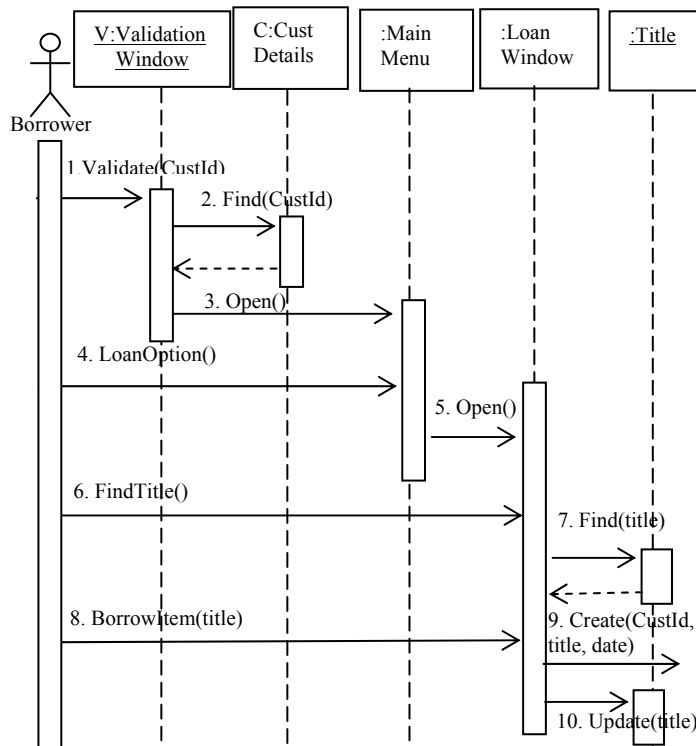 V:Validation
Window
C:Cust
Details
:Main
Menu
:Loan
Window
:Title
Borrower
1.Validate(CustId)
2. Find(CustId)
3. Open()
4. LoanOption()
5. Open()
6. FindTitle()
7. Find(title)
8. BorrowItem(title)
9. Create(CustId,
title, date)
10. Update(title)